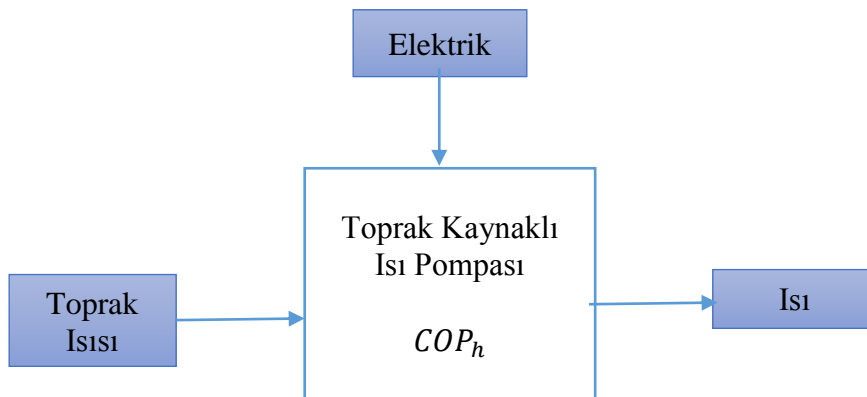 Elektrik
Toprak Kaynaklı
Isı Pompası
COP_h
Toprak
Isısı
Isı